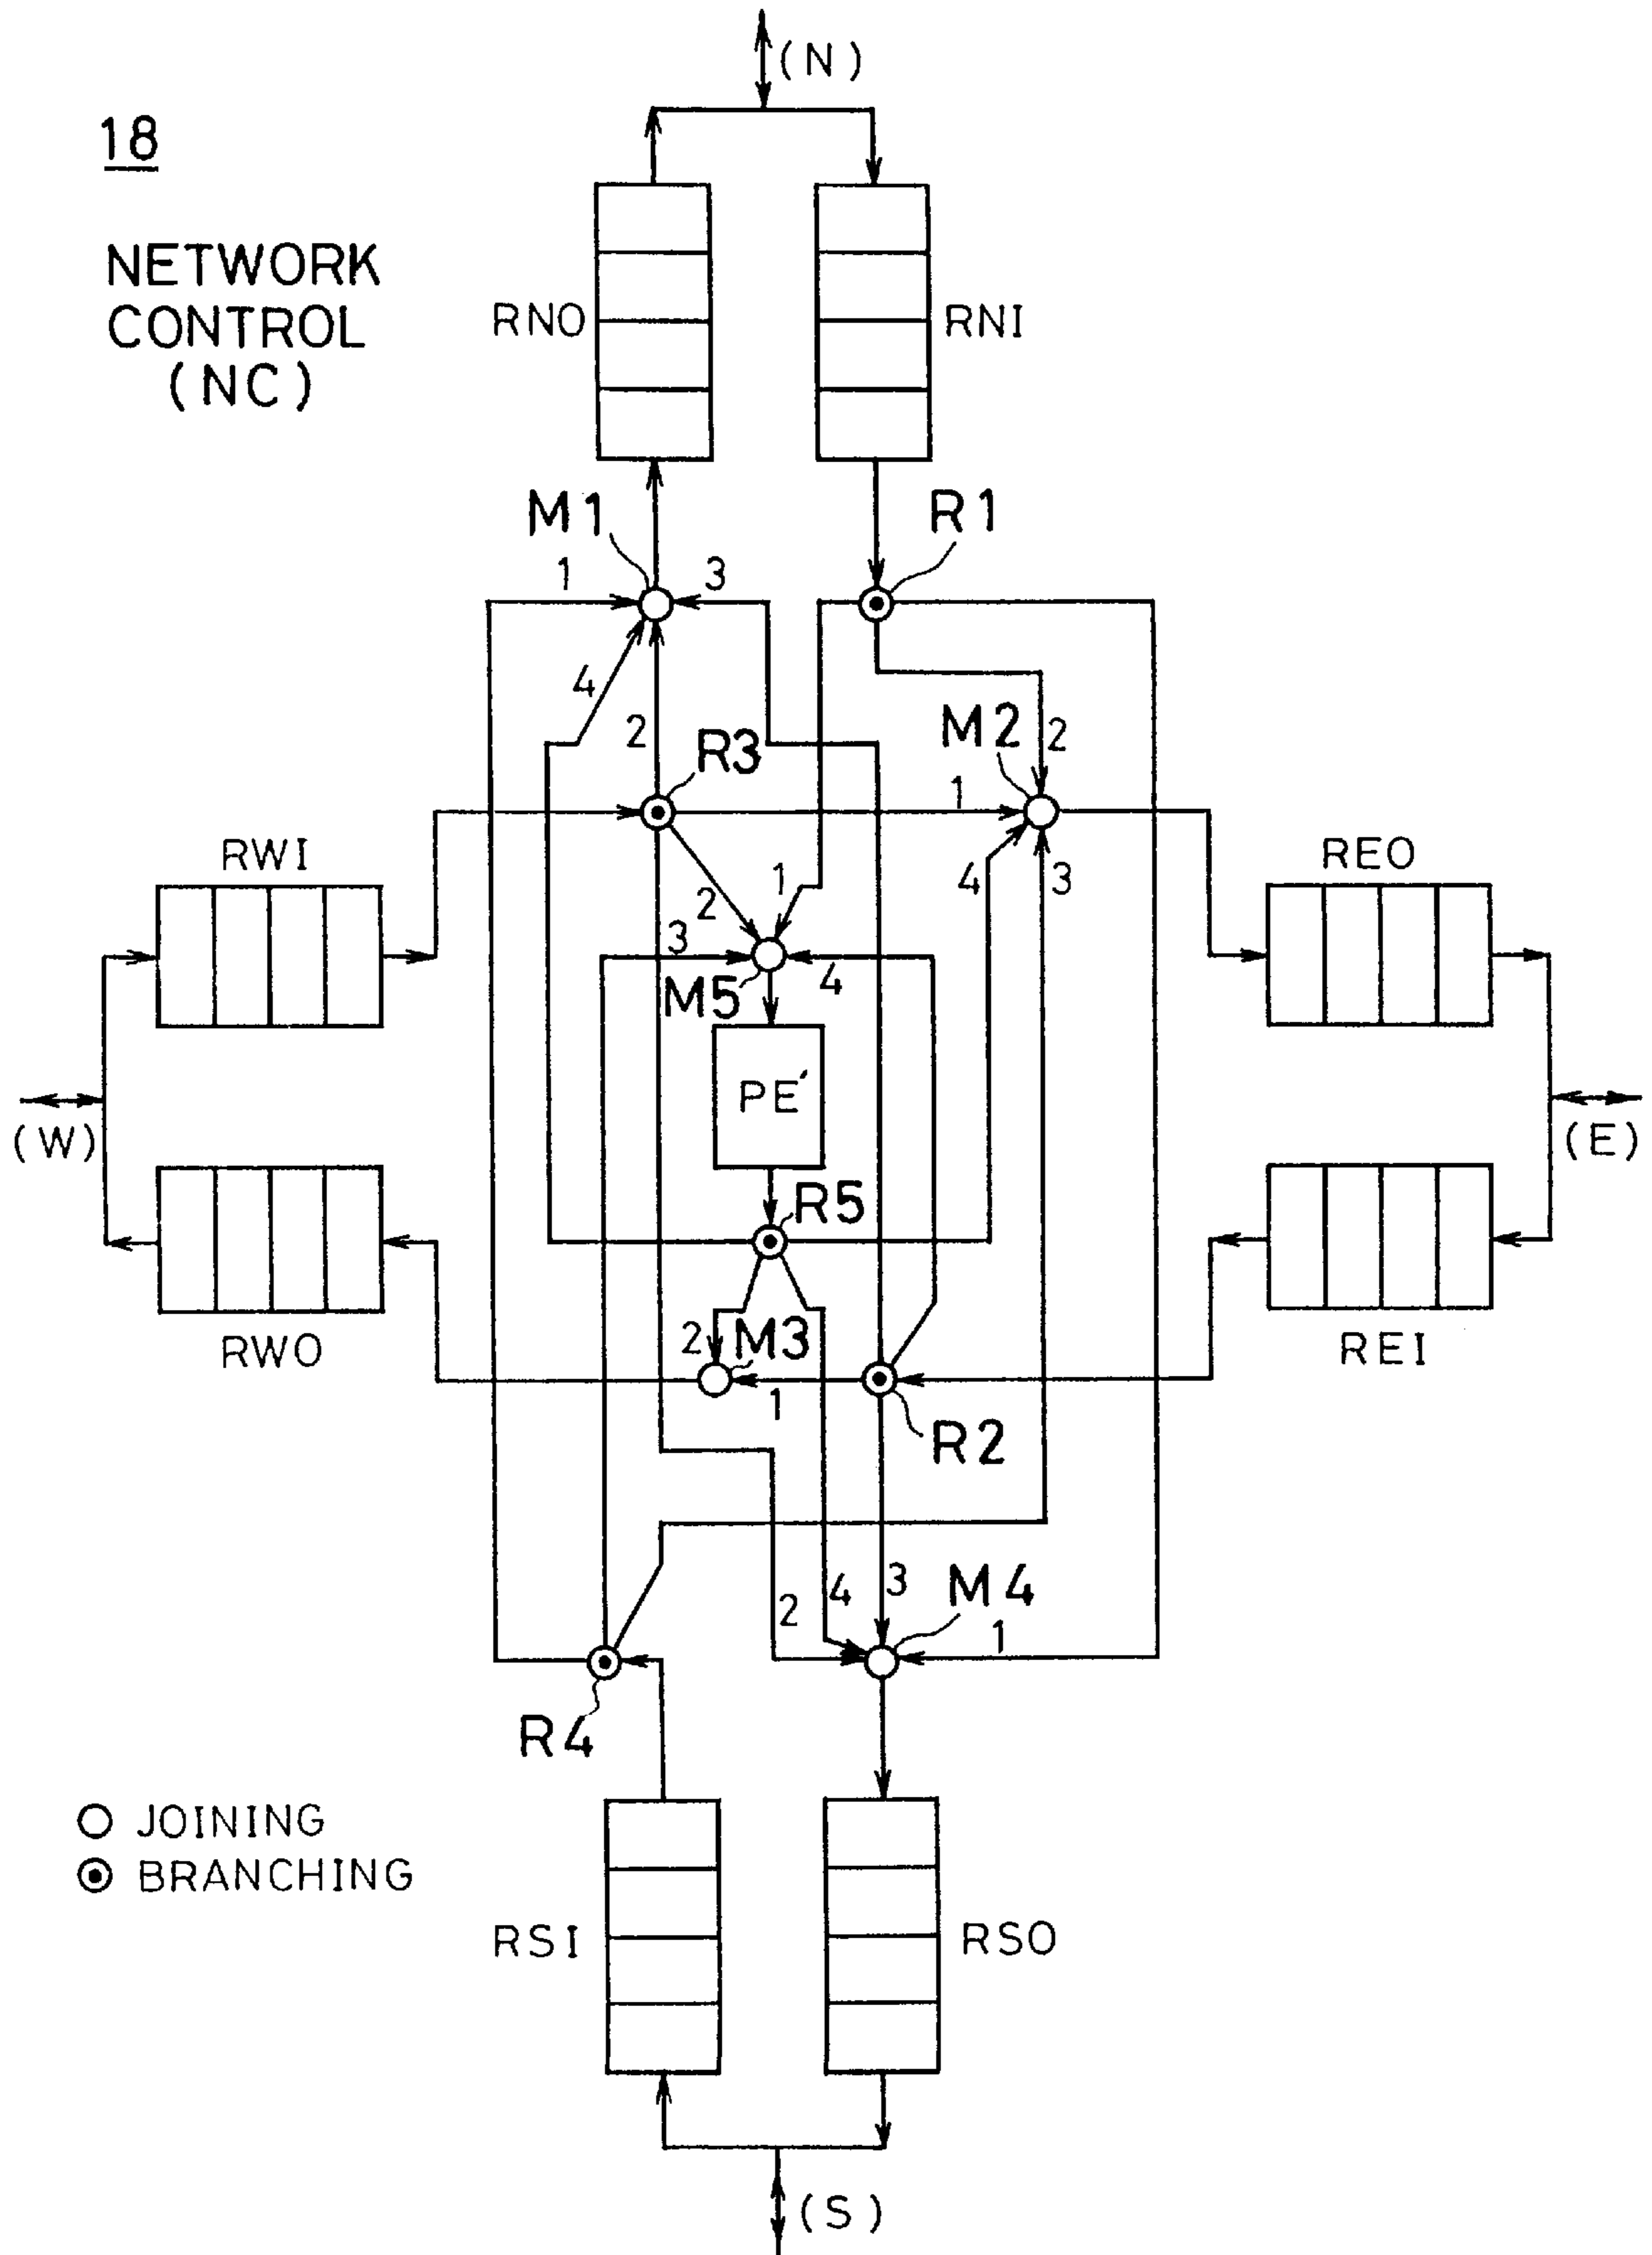 (N)
18
NETWORK
CONTROL
(NC)
RNO
RNI
M1
R1
1
3
4
2
R3
M2
2
1
RWI
REO
1
4
3
2
3
M5
4
PE'
(W)
(E)
R5
2
M3
RWO
REI
1
R2
2
4
3
M4
1
R4
JOINING
BRANCHING
RSI
RSO
(S)